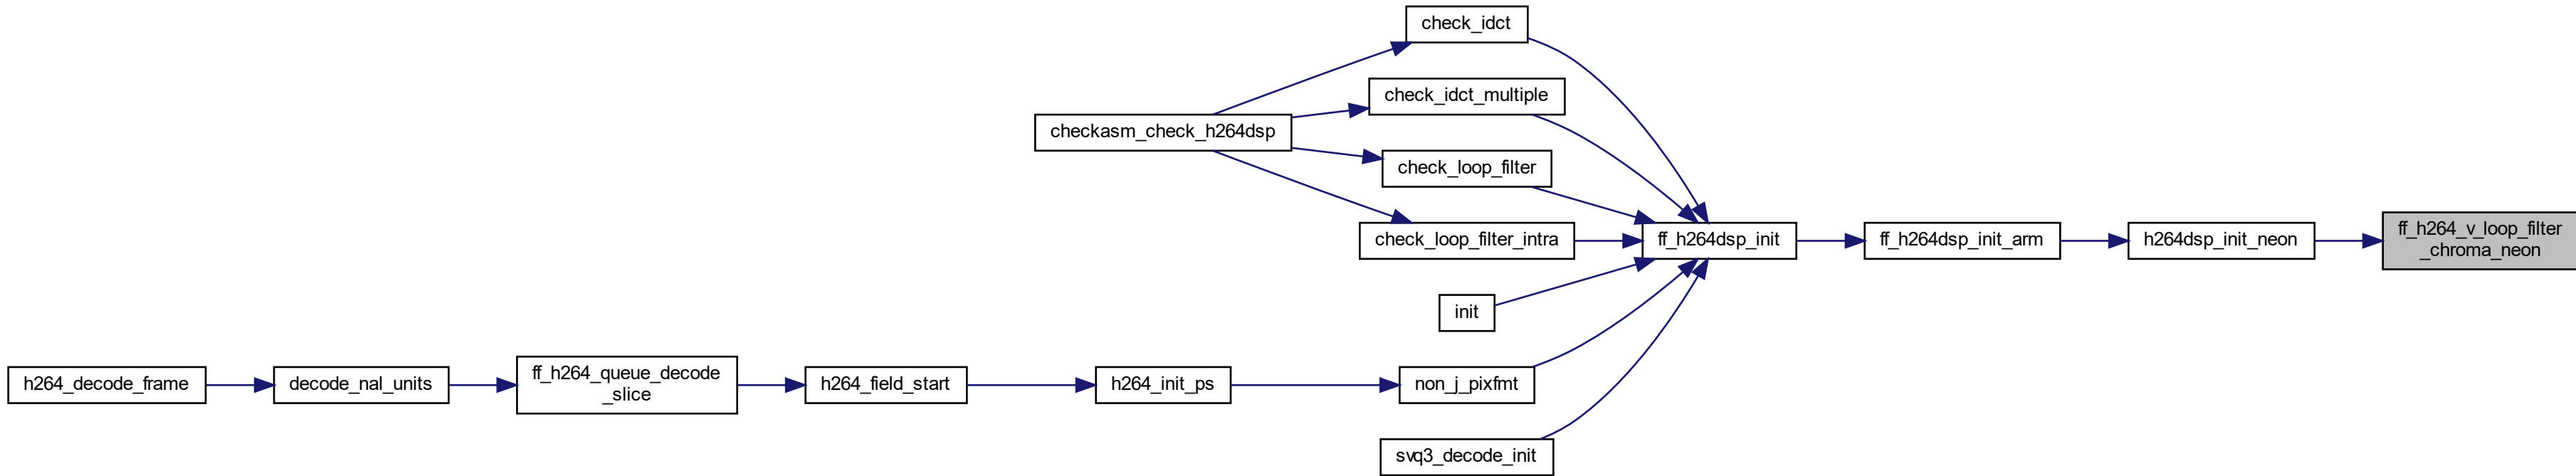 check_idct
check_idct_multiple
checkasm_check_h264dsp
check_loop_filter
check_loop_filter_intra
ff_h264dsp_init
ff_h264dsp_init_arm
h264dsp_init_neon
ff_h264_v_loop_filter
_chroma_neon
init
h264_decode_frame
decode_nal_units
ff_h264_queue_decode
_slice
h264_field_start
h264_init_ps
non_j_pixfmt
svq3_decode_init